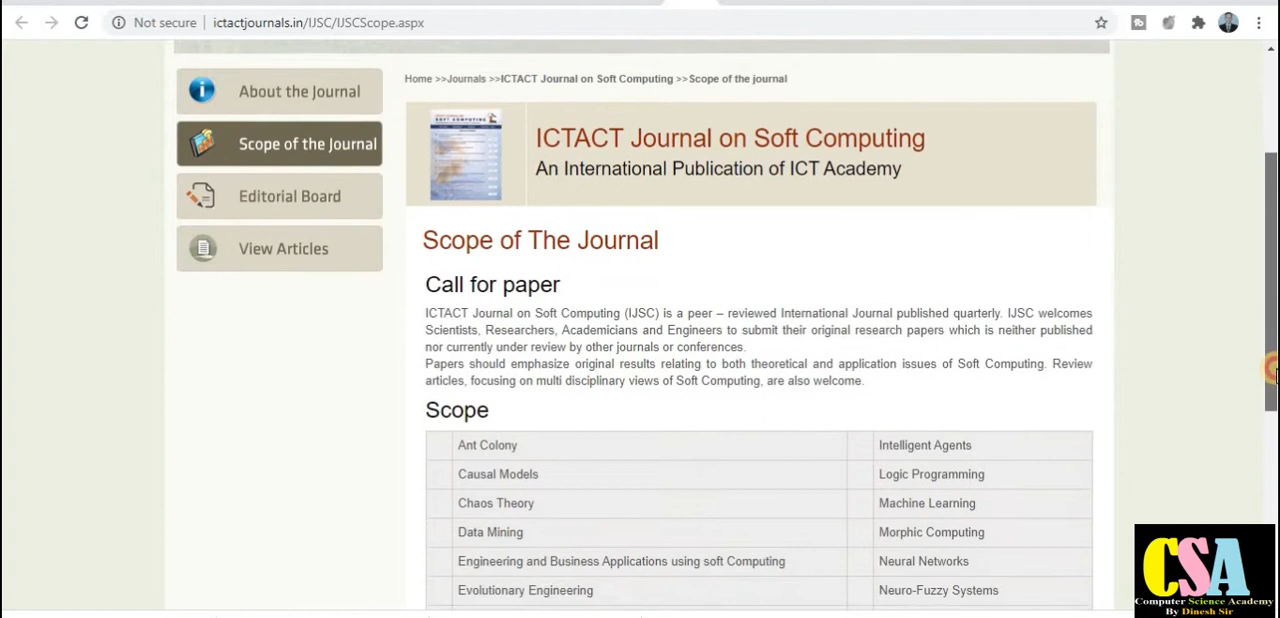 Not secure | ictactjournals.in/IJSC/IJSCScope.aspx
About the Journal
Scope of the Journal
Editorial Board
View Articles
Home >>Journals >>ICTACT Journal on Soft Computing >>Scope of the journal
ICTACT Journal on Soft Computing
An International Publication of ICT Academy
Scope of The Journal
Call for paper
ICTACT Journal on Soft Computing (IJSC) is a peer – reviewed International Journal published quarterly. IJSC welcomes
Scientists, Researchers, Academicians and Engineers to submit their original research papers which is neither published
nor currently under review by other journals or conferences.
Papers should emphasize original results relating to both theoretical and application issues of Soft Computing. Review
articles, focusing on multi disciplinary views of Soft Computing, are also welcome.
Scope
Ant Colony Intelligent Agents
Causal Models Logic Programming
Chaos Theory Machine Learning
Data Mining Morphic Computing
Engineering and Business Applications using soft Computing Neural Networks
Evolutionary Engineering Neuro-Fuzzy Systems
CSA
Computer Science Academy
By Dinesh Sir